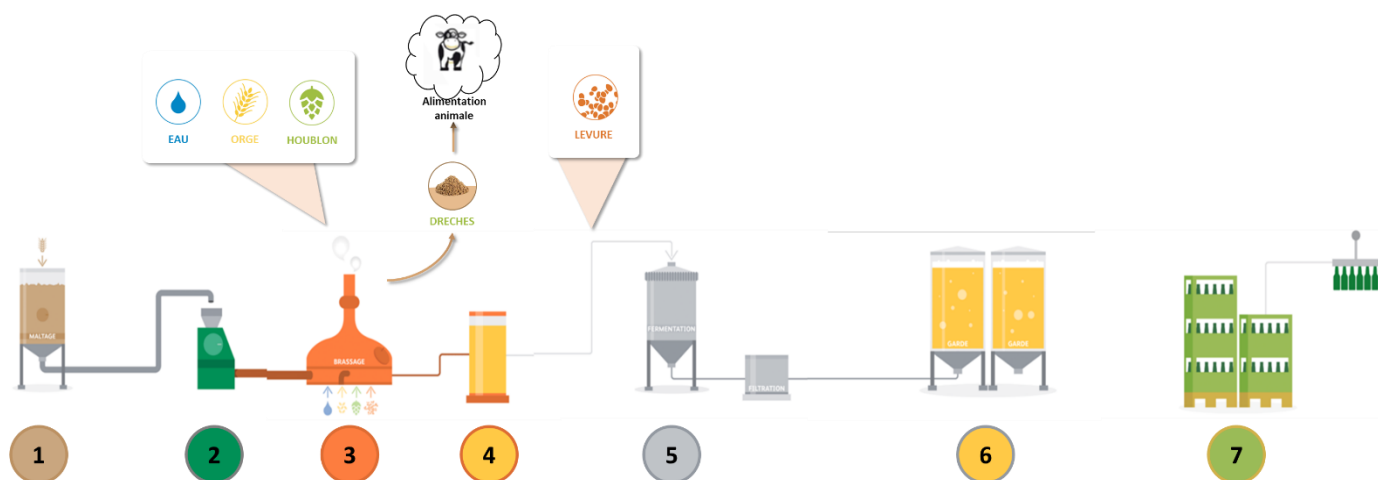 Alimentation
animale
EAU
ORGE
HOUBLON
LEVURE
DRECHES
MALTAGE
BRASSAGE
FERMENTATION
FILTRATION
GARDE
GARDE
1
2
3
4
5
6
7